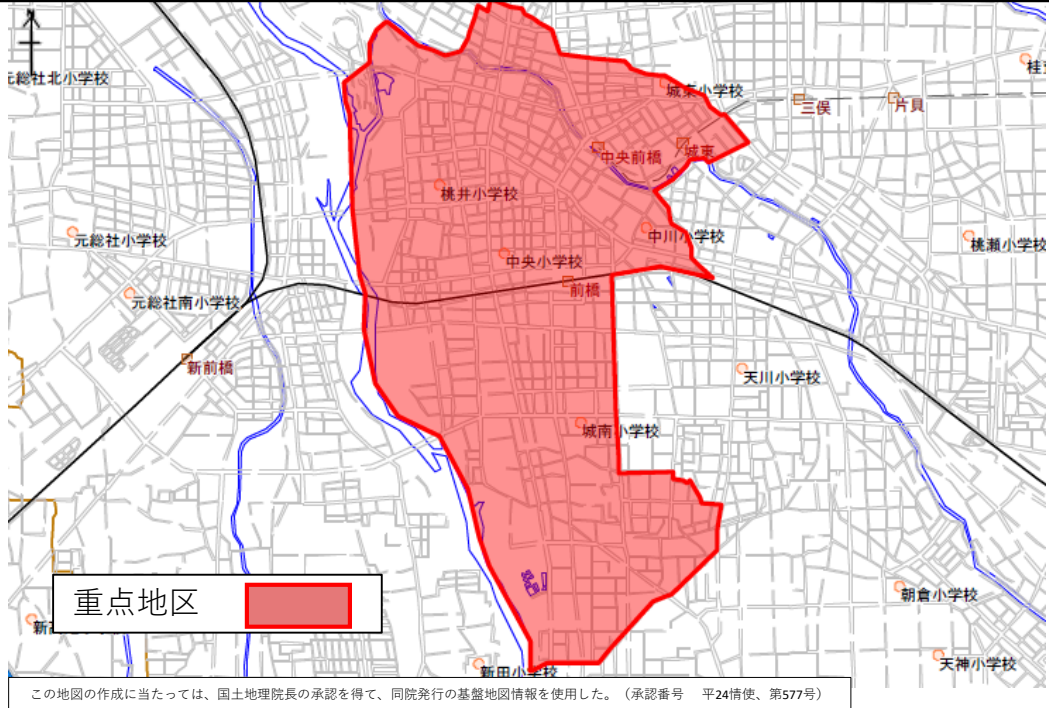 元総社北小学校
城東小学校
桂
三俣
片貝
中央前橋
城東
桃井小学校
中川小学校
元総社小学校
桃瀬小学校
中央小学校
前橋
元総社南小学校
新前橋
天川小学校
城南小学校
重点地区
朝倉小学校
新
新田小学校
天神小学校
この地図の作成に当たっては、国土地理院長の承認を得て、同院発行の基盤地図情報を使用した。（承認番号　平24情使、第577号）